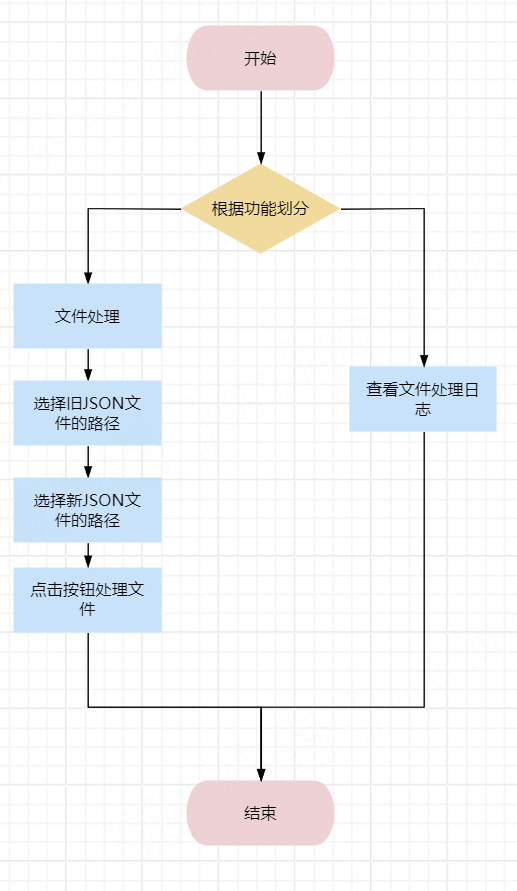 开始
根据功能划分
文件处理
选择旧JSON文
件的路径
选择新JSON文
件的路径
点击按钮处理文
件
查看文件处理日
志
结束